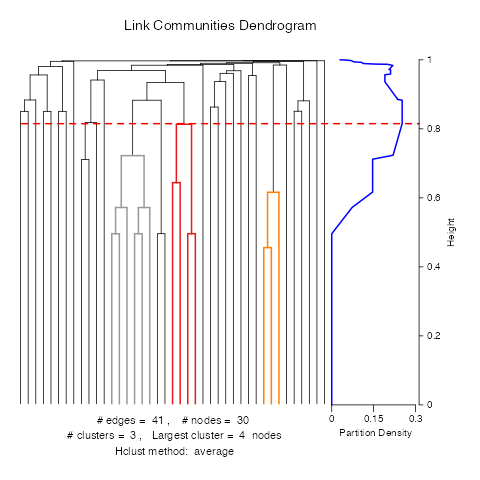 Link Communities Dendrogram
1
0.8
0.6
0.4
0.2
0
Height
0 0.15 0.3
Partition Density
# edges = 41 , # nodes = 30
# clusters = 3 , Largest cluster = 4 nodes
Hclust method: average